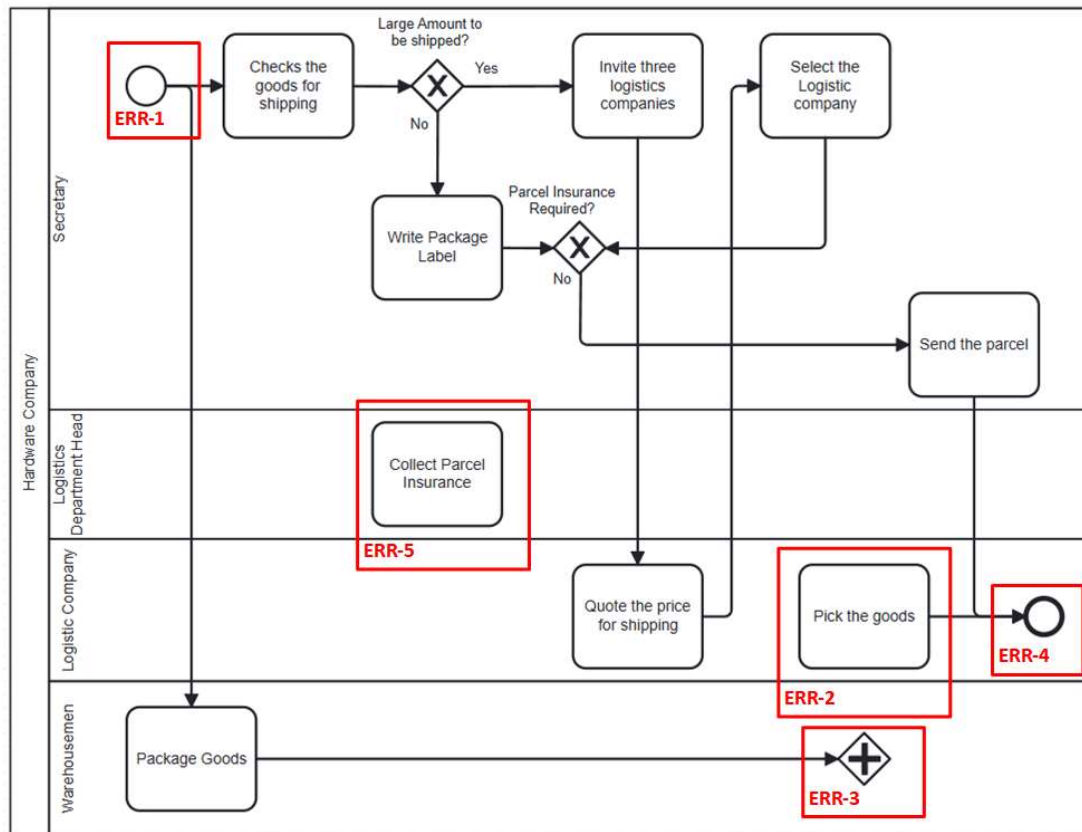 Large Amount to
be shipped?
Checks the
goods for
shipping
Yes
Invite three
logistics
companies
Select the
Logistic
company
ERR-1
No
Parcel Insurance
Required?
Write Package
Label
No
Send the parcel
Secretary
Hardware Company
Logistics
Department Head
Collect Parcel
Insurance
ERR-5
Logistic Company
Quote the price
for shipping
Pick the goods
ERR-4
ERR-2
Warehousemen
Package Goods
ERR-3